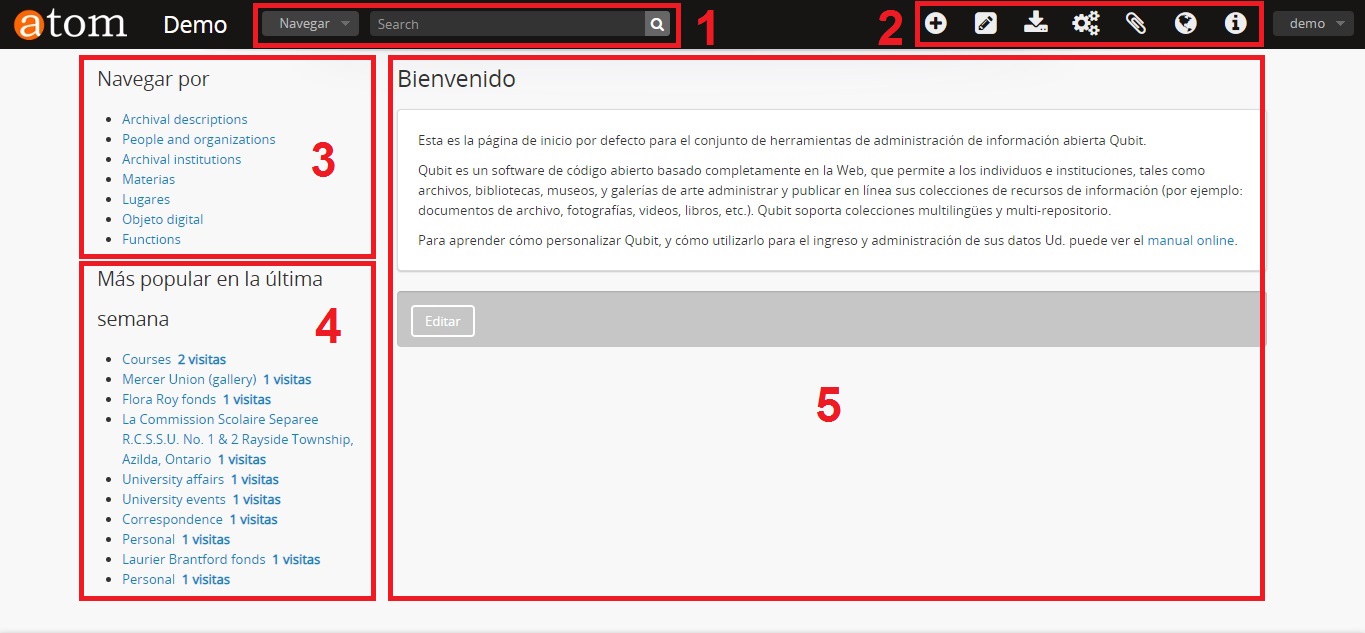 atom Demo Navegar Search 1 2 demo
Navegar por
Archival descriptions
People and organizations
Archival institutions
Materias
Lugares
Objeto digital
Functions
3
Más popular en la última
semana
4
Courses 2 visitas
Mercer Union (gallery) 1 visitas
Flora Roy fonds 1 visitas
La Commission Scolaire Separee
R.C.S.S.U. No. 1 & 2 Rayside Township,
Azilda, Ontario 1 visitas
University affairs 1 visitas
University events 1 visitas
Correspondence 1 visitas
Personal 1 visitas
Laurier Brantford fonds 1 visitas
Personal 1 visitas
Bienvenido
Esta es la página de inicio por defecto para el conjunto de herramientas de administración de información abierta Qubit.
Qubit es un software de código abierto basado completamente en la Web, que permite a los individuos e instituciones, tales como
archivos, bibliotecas, museos, y galerías de arte administrar y publicar en línea sus colecciones de recursos de información (por ejemplo:
documentos de archivo, fotografías, videos, libros, etc.). Qubit soporta colecciones multilingües y multi-repositorio.
Para aprender cómo personalizar Qubit, y cómo utilizarlo para el ingreso y administración de sus datos Ud. puede ver el manual online.
Editar
5